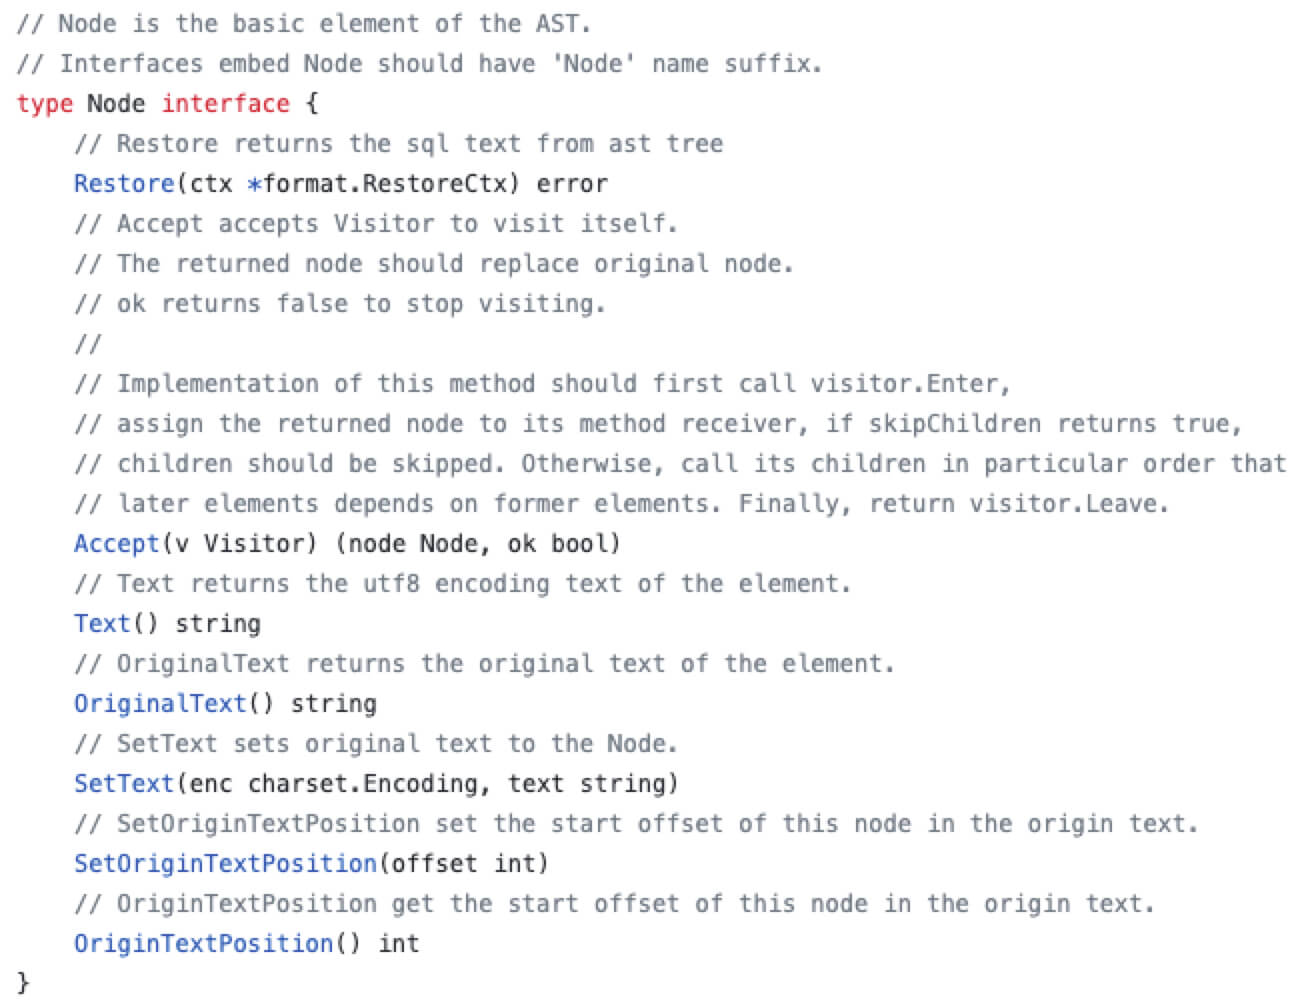 // Node is the basic element of the AST.
// Interfaces embed Node should have 'Node' name suffix.
type Node interface {
    // Restore returns the sql text from ast tree
    Restore(ctx *format.RestoreCtx) error
    // Accept accepts Visitor to visit itself.
    // The returned node should replace original node.
    // ok returns false to stop visiting.
    //
    // Implementation of this method should first call visitor.Enter,
    // assign the returned node to its method receiver, if skipChildren returns true,
    // children should be skipped. Otherwise, call its children in particular order that
    // later elements depends on former elements. Finally, return visitor.Leave.
    Accept(v Visitor) (node Node, ok bool)
    // Text returns the utf8 encoding text of the element.
    Text() string
    // OriginalText returns the original text of the element.
    OriginalText() string
    // SetText sets original text to the Node.
    SetText(enc charset.Encoding, text string)
    // SetOriginTextPosition set the start offset of this node in the origin text.
    SetOriginTextPosition(offset int)
    // OriginTextPosition get the start offset of this node in the origin text.
    OriginTextPosition() int
}